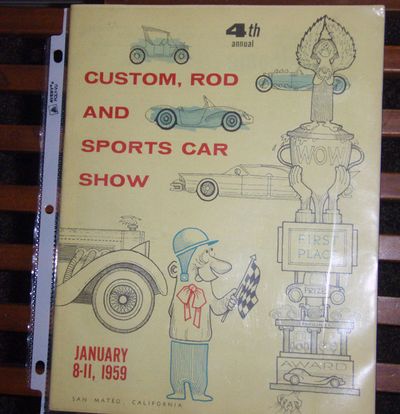 4th
annual
CUSTOM, ROD
AND
SPORTS CAR
SHOW
WOW
FIRST
PLACE
PRIZE
AWARD
JANUARY
8-11, 1959
SAN MATEO, CALIFORNIA